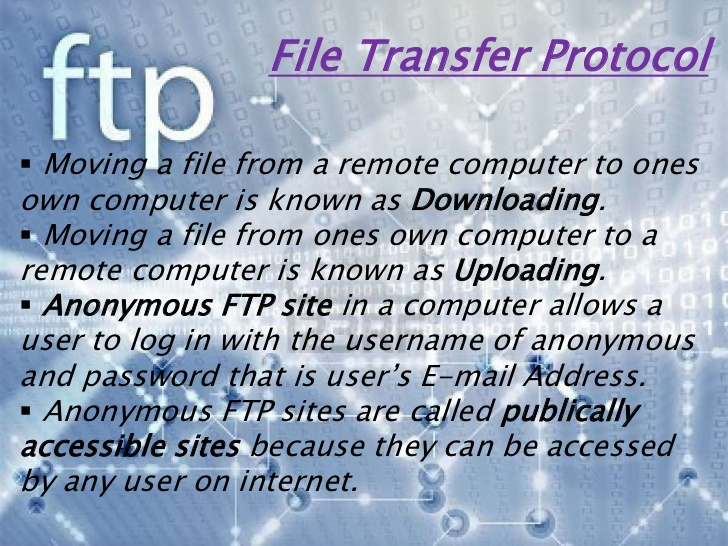 File Transfer Protocol
ftp
▪ Moving a file from a remote computer to ones
own computer is known as Downloading.
▪ Moving a file from ones own computer to a
remote computer is known as Uploading.
▪ Anonymous FTP site in a computer allows a
user to log in with the username of anonymous
and password that is user’s E-mail Address.
▪ Anonymous FTP sites are called publically
accessible sites because they can be accessed
by any user on internet.